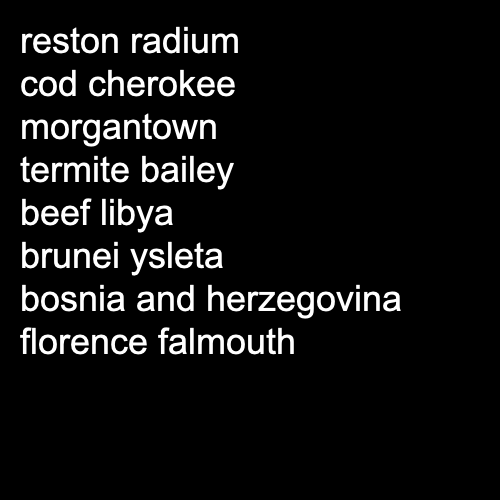 reston radium
cod cherokee
morgantown
termite bailey
beef libya
brunei ysleta
bosnia and herzegovina
florence falmouth